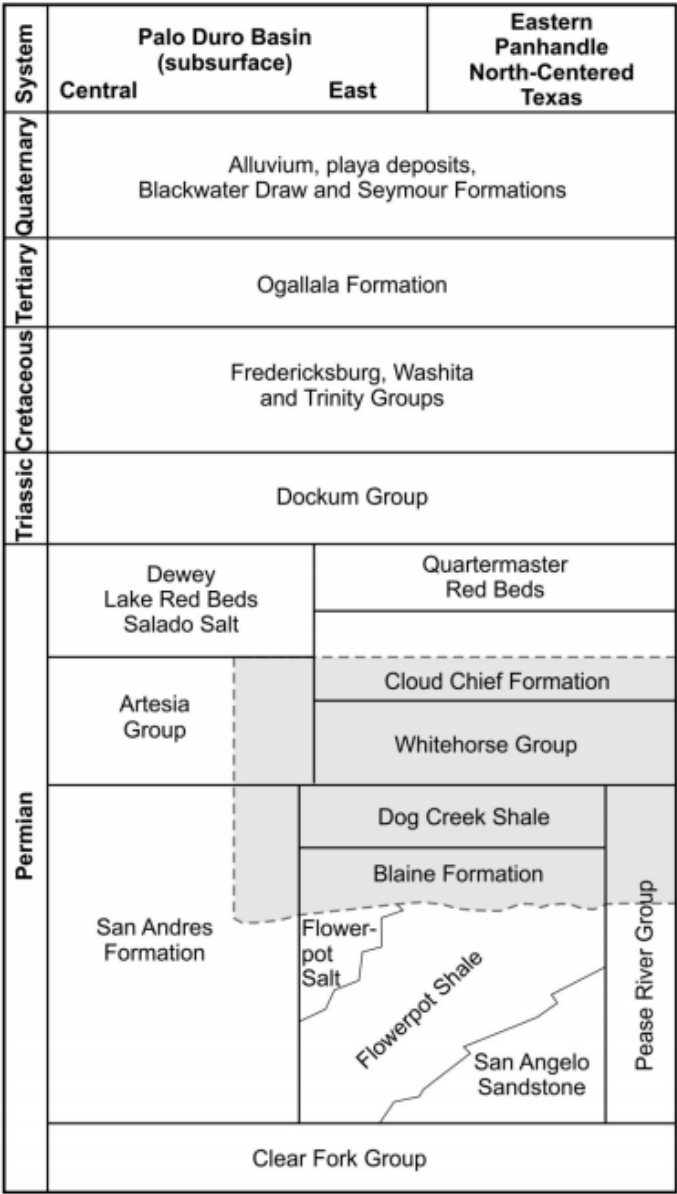 System
Palo Duro Basin
(subsurface)
Central East
Eastern
Panhandle
North-Centered
Texas
Quaternary
Alluvium, playa deposits,
Blackwater Draw and Seymour Formations
Tertiary
Ogallala Formation
Cretaceous
Fredericksburg, Washita
and Trinity Groups
Triassic
Dockum Group
Permian
Dewey
Lake Red Beds
Salado Salt
Quartermaster
Red Beds
Artesia
Group
Cloud Chief Formation
Whitehorse Group
San Andres
Formation
Dog Creek Shale
Blaine Formation
Flower-
pot
Salt
Flowerpot Shale
San Angelo
Sandstone
Pease River Group
Clear Fork Group